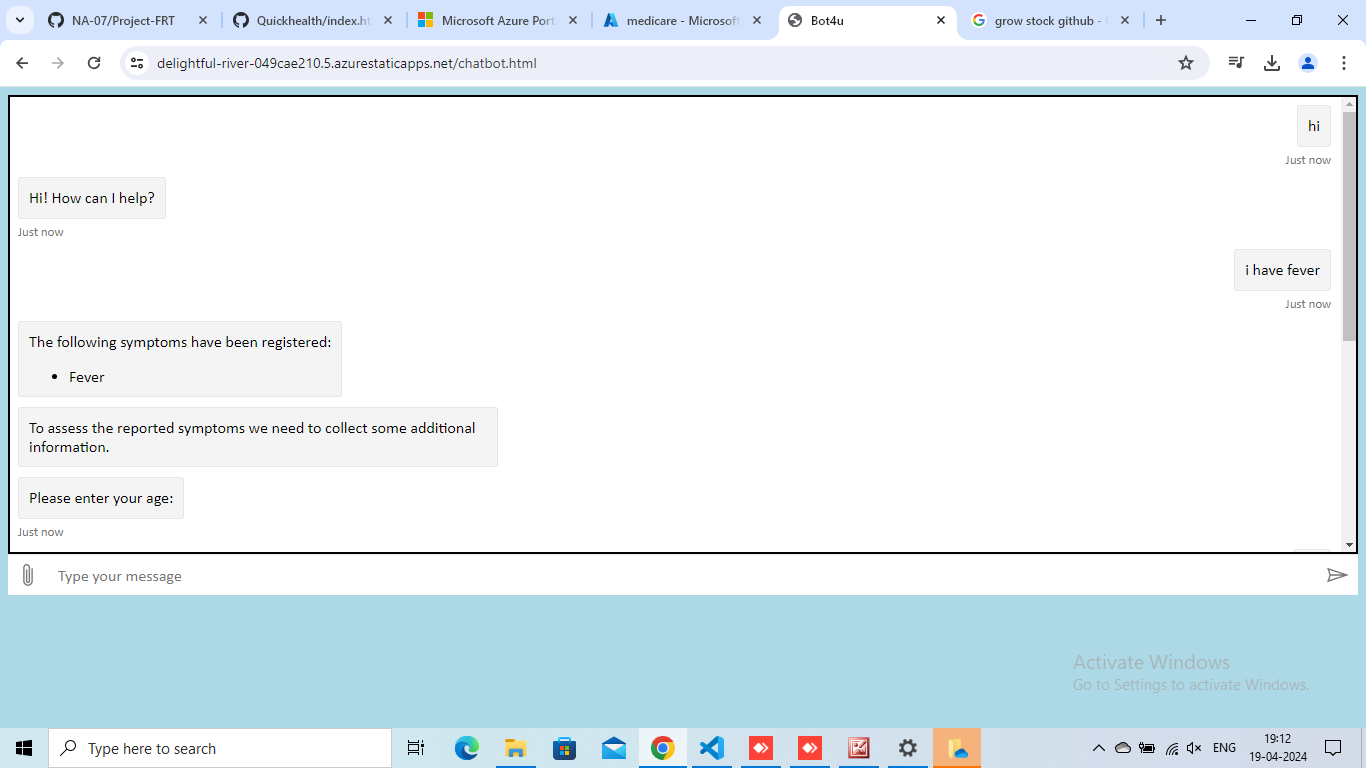 NA-07/Project-FRT
Quickhealth/index.ht
Microsoft Azure Port
medicare - Microsoft
Bot4u
grow stock github -
delightful-river-049cae210.5.azurestaticapps.net/chatbot.html
hi
Just now
Hi! How can I help?
Just now
i have fever
Just now
The following symptoms have been registered:
• Fever
To assess the reported symptoms we need to collect some additional
information.
Please enter your age:
Just now
Type your message
Activate Windows
Go to Settings to activate Windows.
Type here to search
ENG
19:12
19-04-2024